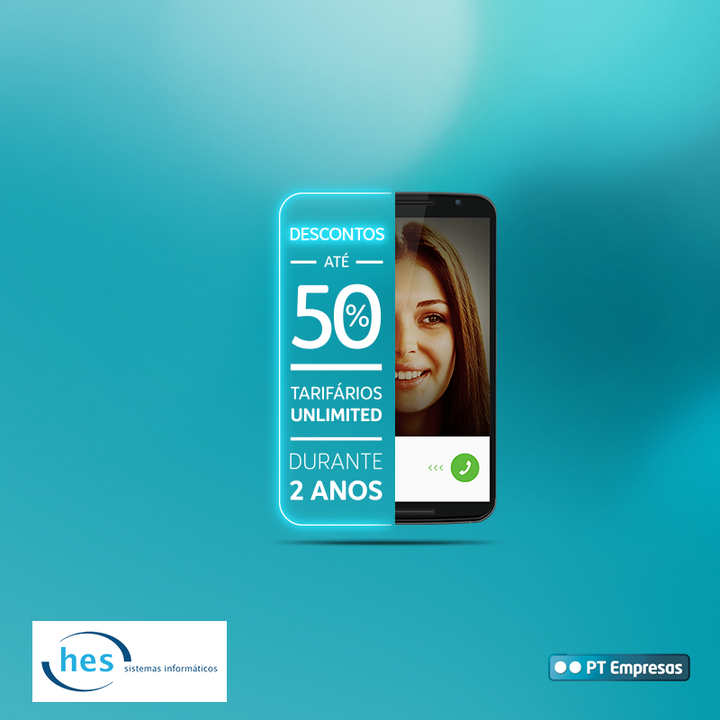 DESCONTOS
ATÉ
50%
TARIFÁRIOS
UNLIMITED
DURANTE
2 ANOS
hes sistemas informáticos
PT Empresas